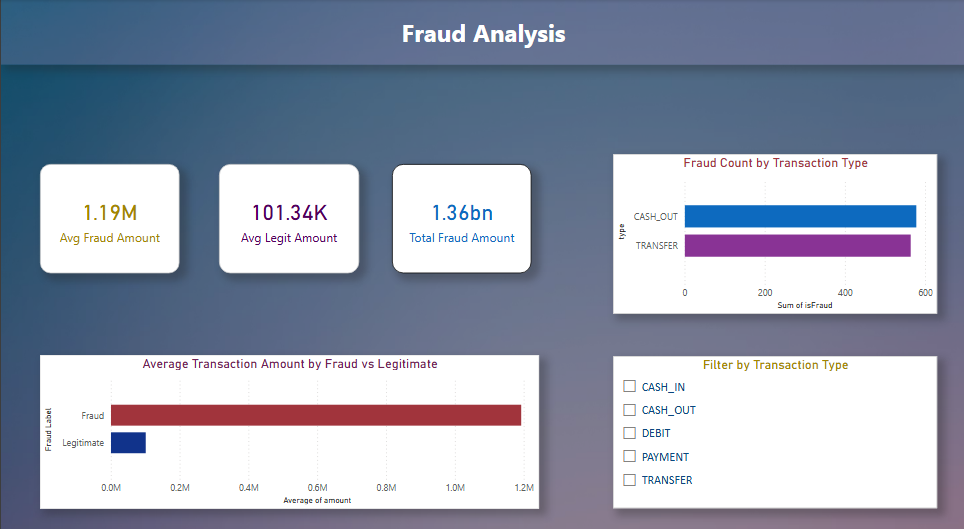 Fraud Analysis
1.19M
Avg Fraud Amount
101.34K
Avg Legit Amount
1.36bn
Total Fraud Amount
Fraud Count by Transaction Type
type
CASH_OUT
TRANSFER
0 200 400 600
Sum of isFraud
Average Transaction Amount by Fraud vs Legitimate
Fraud Label
Fraud
Legitimate
0.0M 0.2M 0.4M 0.6M 0.8M 1.0M 1.2M
Average of amount
Filter by Transaction Type
CASH_IN
CASH_OUT
DEBIT
PAYMENT
TRANSFER